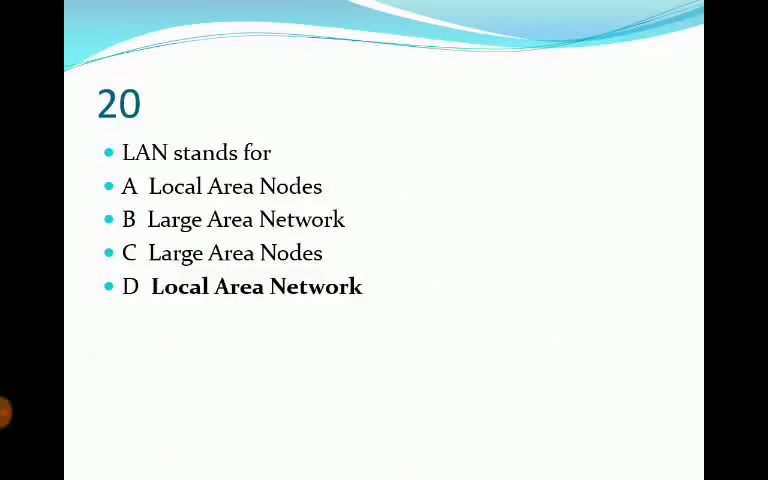 20
LAN stands for
A Local Area Nodes
B Large Area Network
C Large Area Nodes
D Local Area Network